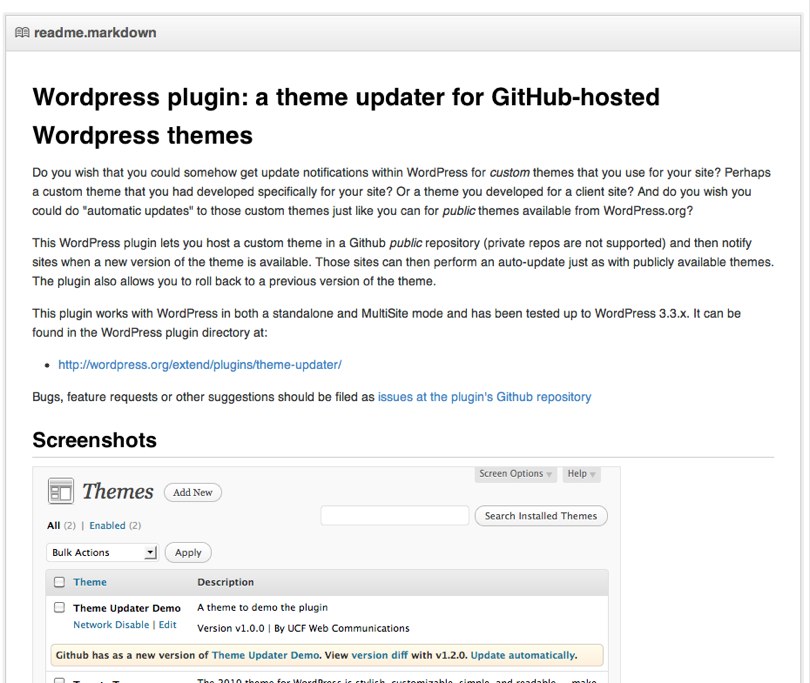 readme.markdown
Wordpress plugin: a theme updater for GitHub-hosted
Wordpress themes
Do you wish that you could somehow get update notifications within WordPress for custom themes that you use for your site? Perhaps
a custom theme that you had developed specifically for your site? Or a theme you developed for a client site? And do you wish you
could do "automatic updates" to those custom themes just like you can for public themes available from WordPress.org?
This WordPress plugin lets you host a custom theme in a Github public repository (private repos are not supported) and then notify
sites when a new version of the theme is available. Those sites can then perform an auto-update just as with publicly available themes.
The plugin also allows you to roll back to a previous version of the theme.
This plugin works with WordPress in both a standalone and MultiSite mode and has been tested up to WordPress 3.3.x. It can be
found in the WordPress plugin directory at:
• http://wordpress.org/extend/plugins/theme-updater/
Bugs, feature requests or other suggestions should be filed as issues at the plugin's Github repository
Screenshots
Screen Options Help
Themes Add New
Search Installed Themes
All (2) | Enabled (2)
Bulk Actions Apply
Theme Description
Theme Updater Demo A theme to demo the plugin
Network Disable | Edit Version v1.0.0 | By UCF Web Communications
Github has as a new version of Theme Updater Demo. View version diff with v1.2.0. Update automatically.
The 2010 theme for WordPress is stylish, customizable, simple, and readable -- make